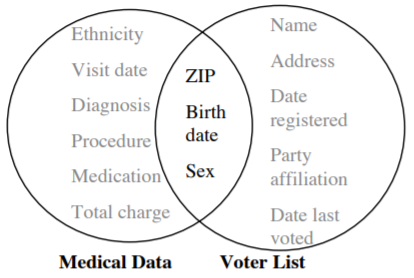 Ethnicity
Visit date
Diagnosis
Procedure
Medication
Total charge
ZIP
Birth
date
Sex
Name
Address
Date
registered
Party
affiliation
Date last
voted
Medical Data
Voter List